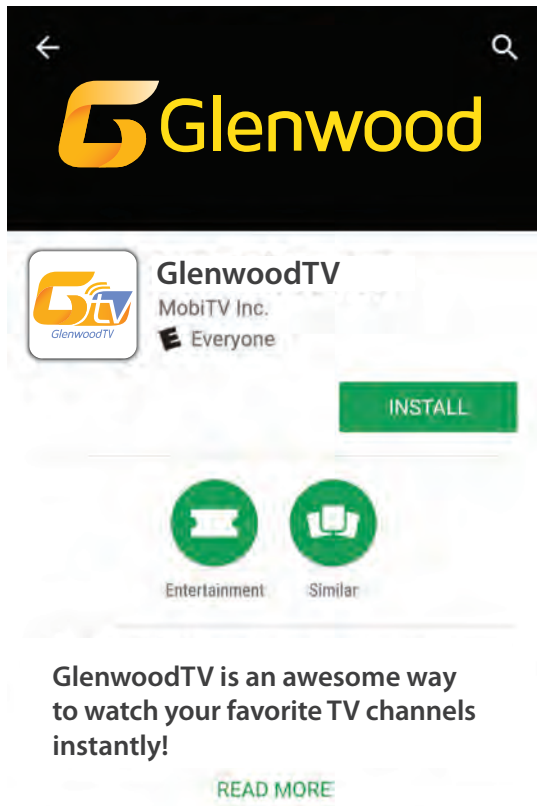 Glenwood
GlenwoodTV
G tv
GlenwoodTV
MobiTV Inc.
E Everyone
INSTALL
Entertainment
Similar
GlenwoodTV is an awesome way
to watch your favorite TV channels
instantly!
READ MORE